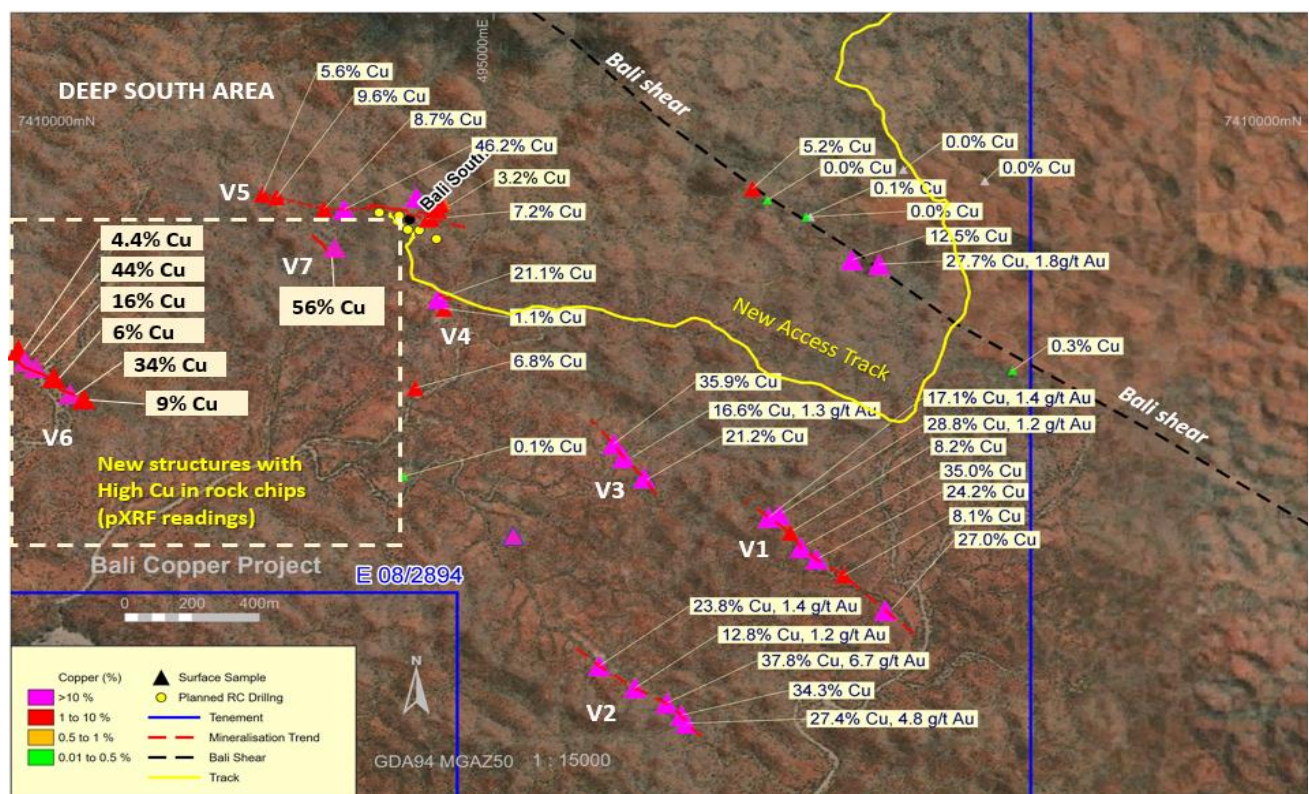 DEEP SOUTH AREA
7410000mN
495000mE
7410000mN
Bali shear
5.6% Cu
9.6% Cu
8.7% Cu
46.2% Cu
Bali South
3.2% Cu
7.2% Cu
V5
5.2% Cu
0.0% Cu
0.0% Cu
0.0% Cu
0.1% Cu
0.0% Cu
12.5% Cu
27.7% Cu, 1.8g/t Au
4.4% Cu
44% Cu
16% Cu
6% Cu
34% Cu
9% Cu
V6
V7
56% Cu
21.1% Cu
1.1% Cu
V4
6.8% Cu
0.1% Cu
New Access Track
0.3% Cu
Bali shear
35.9% Cu
16.6% Cu, 1.3 g/t Au
21.2% Cu
V3
17.1% Cu, 1.4 g/t Au
28.8% Cu, 1.2 g/t Au
8.2% Cu
35.0% Cu
24.2% Cu
8.1% Cu
27.0% Cu
V1
New structures with
High Cu in rock chips
(pXRF readings)
Bali Copper Project
E 08/2894
0 200 400m
23.8% Cu, 1.4 g/t Au
12.8% Cu, 1.2 g/t Au
37.8% Cu, 6.7 g/t Au
34.3% Cu
27.4% Cu, 4.8 g/t Au
V2
N
Copper (%)
>10 %
1 to 10 %
0.5 to 1 %
0.01 to 0.5 %
Surface Sample
Planned RC Drillng
Tenement
Mineralisation Trend
Bali Shear
Track
GDA94 MGAZ50 1 : 15000